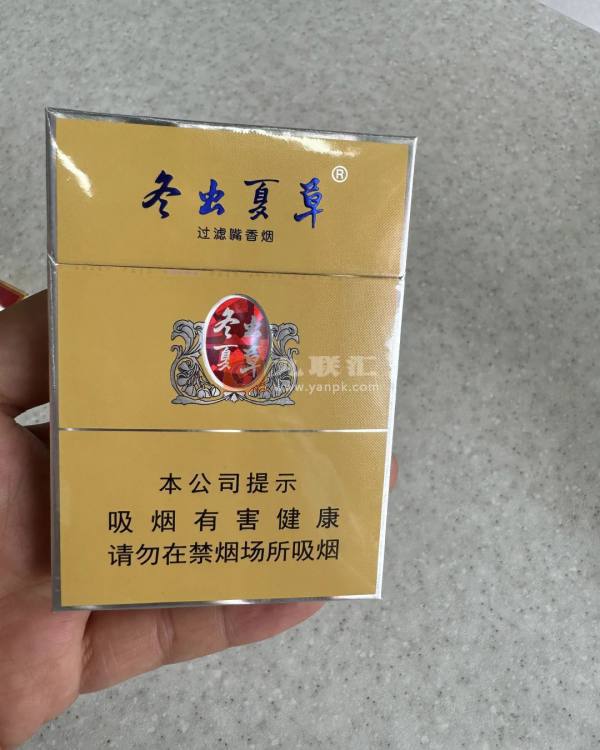 冬虫夏草®
过滤嘴香烟
冬虫
夏草
联汇
www.yanpk.com
本公司提示
吸烟有害健康
请勿在禁烟场所吸烟